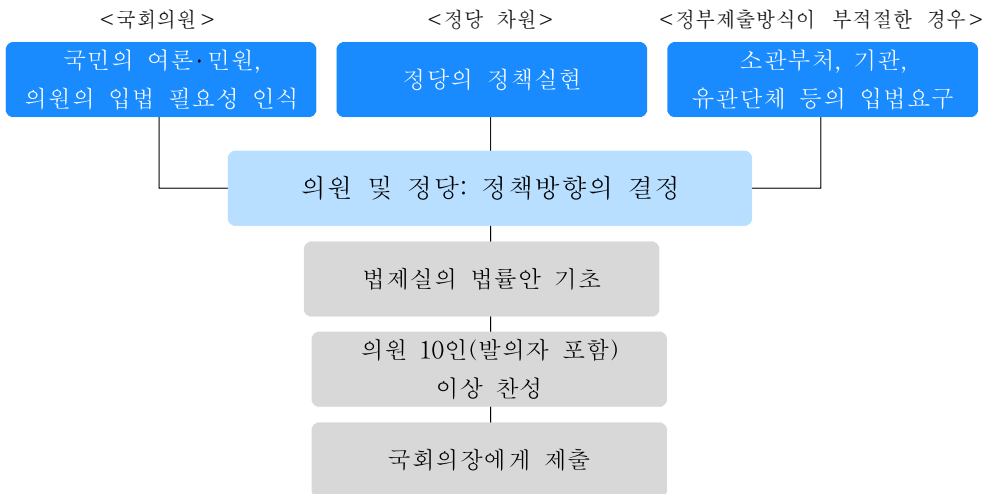 <국회의원>
<정당 차원>
<정부제출방식이 부적절한 경우>
국민의 여론·민원,
의원의 입법 필요성 인식
정당의 정책실현
소관부처, 기관,
유관단체 등의 입법요구
의원 및 정당: 정책방향의 결정
법제실의 법률안 기초
의원 10인(발의자 포함)
이상 찬성
국회의장에게 제출